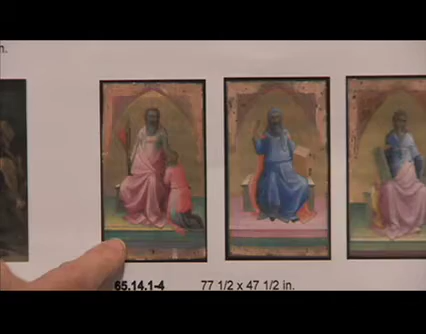 n.
65.14.1-4 77 1/2 x 47 1/2 in.